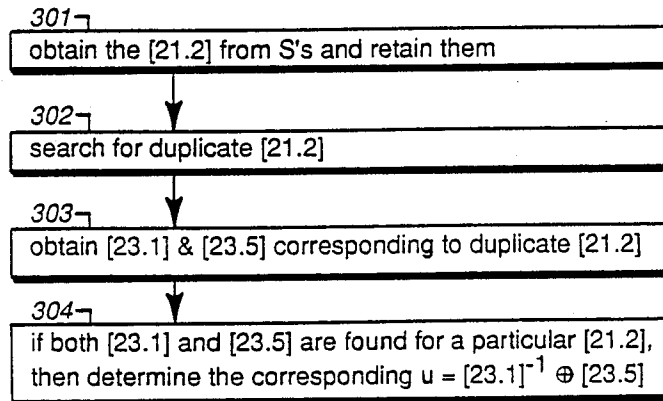 301
obtain the [21.2] from S's and retain them
302
search for duplicate [21.2]
303
obtain [23.1] & [23.5] corresponding to duplicate [21.2]
304
if both [23.1] and [23.5] are found for a particular [21.2],
then determine the corresponding u = [23.1]⁻¹ ⊕ [23.5]